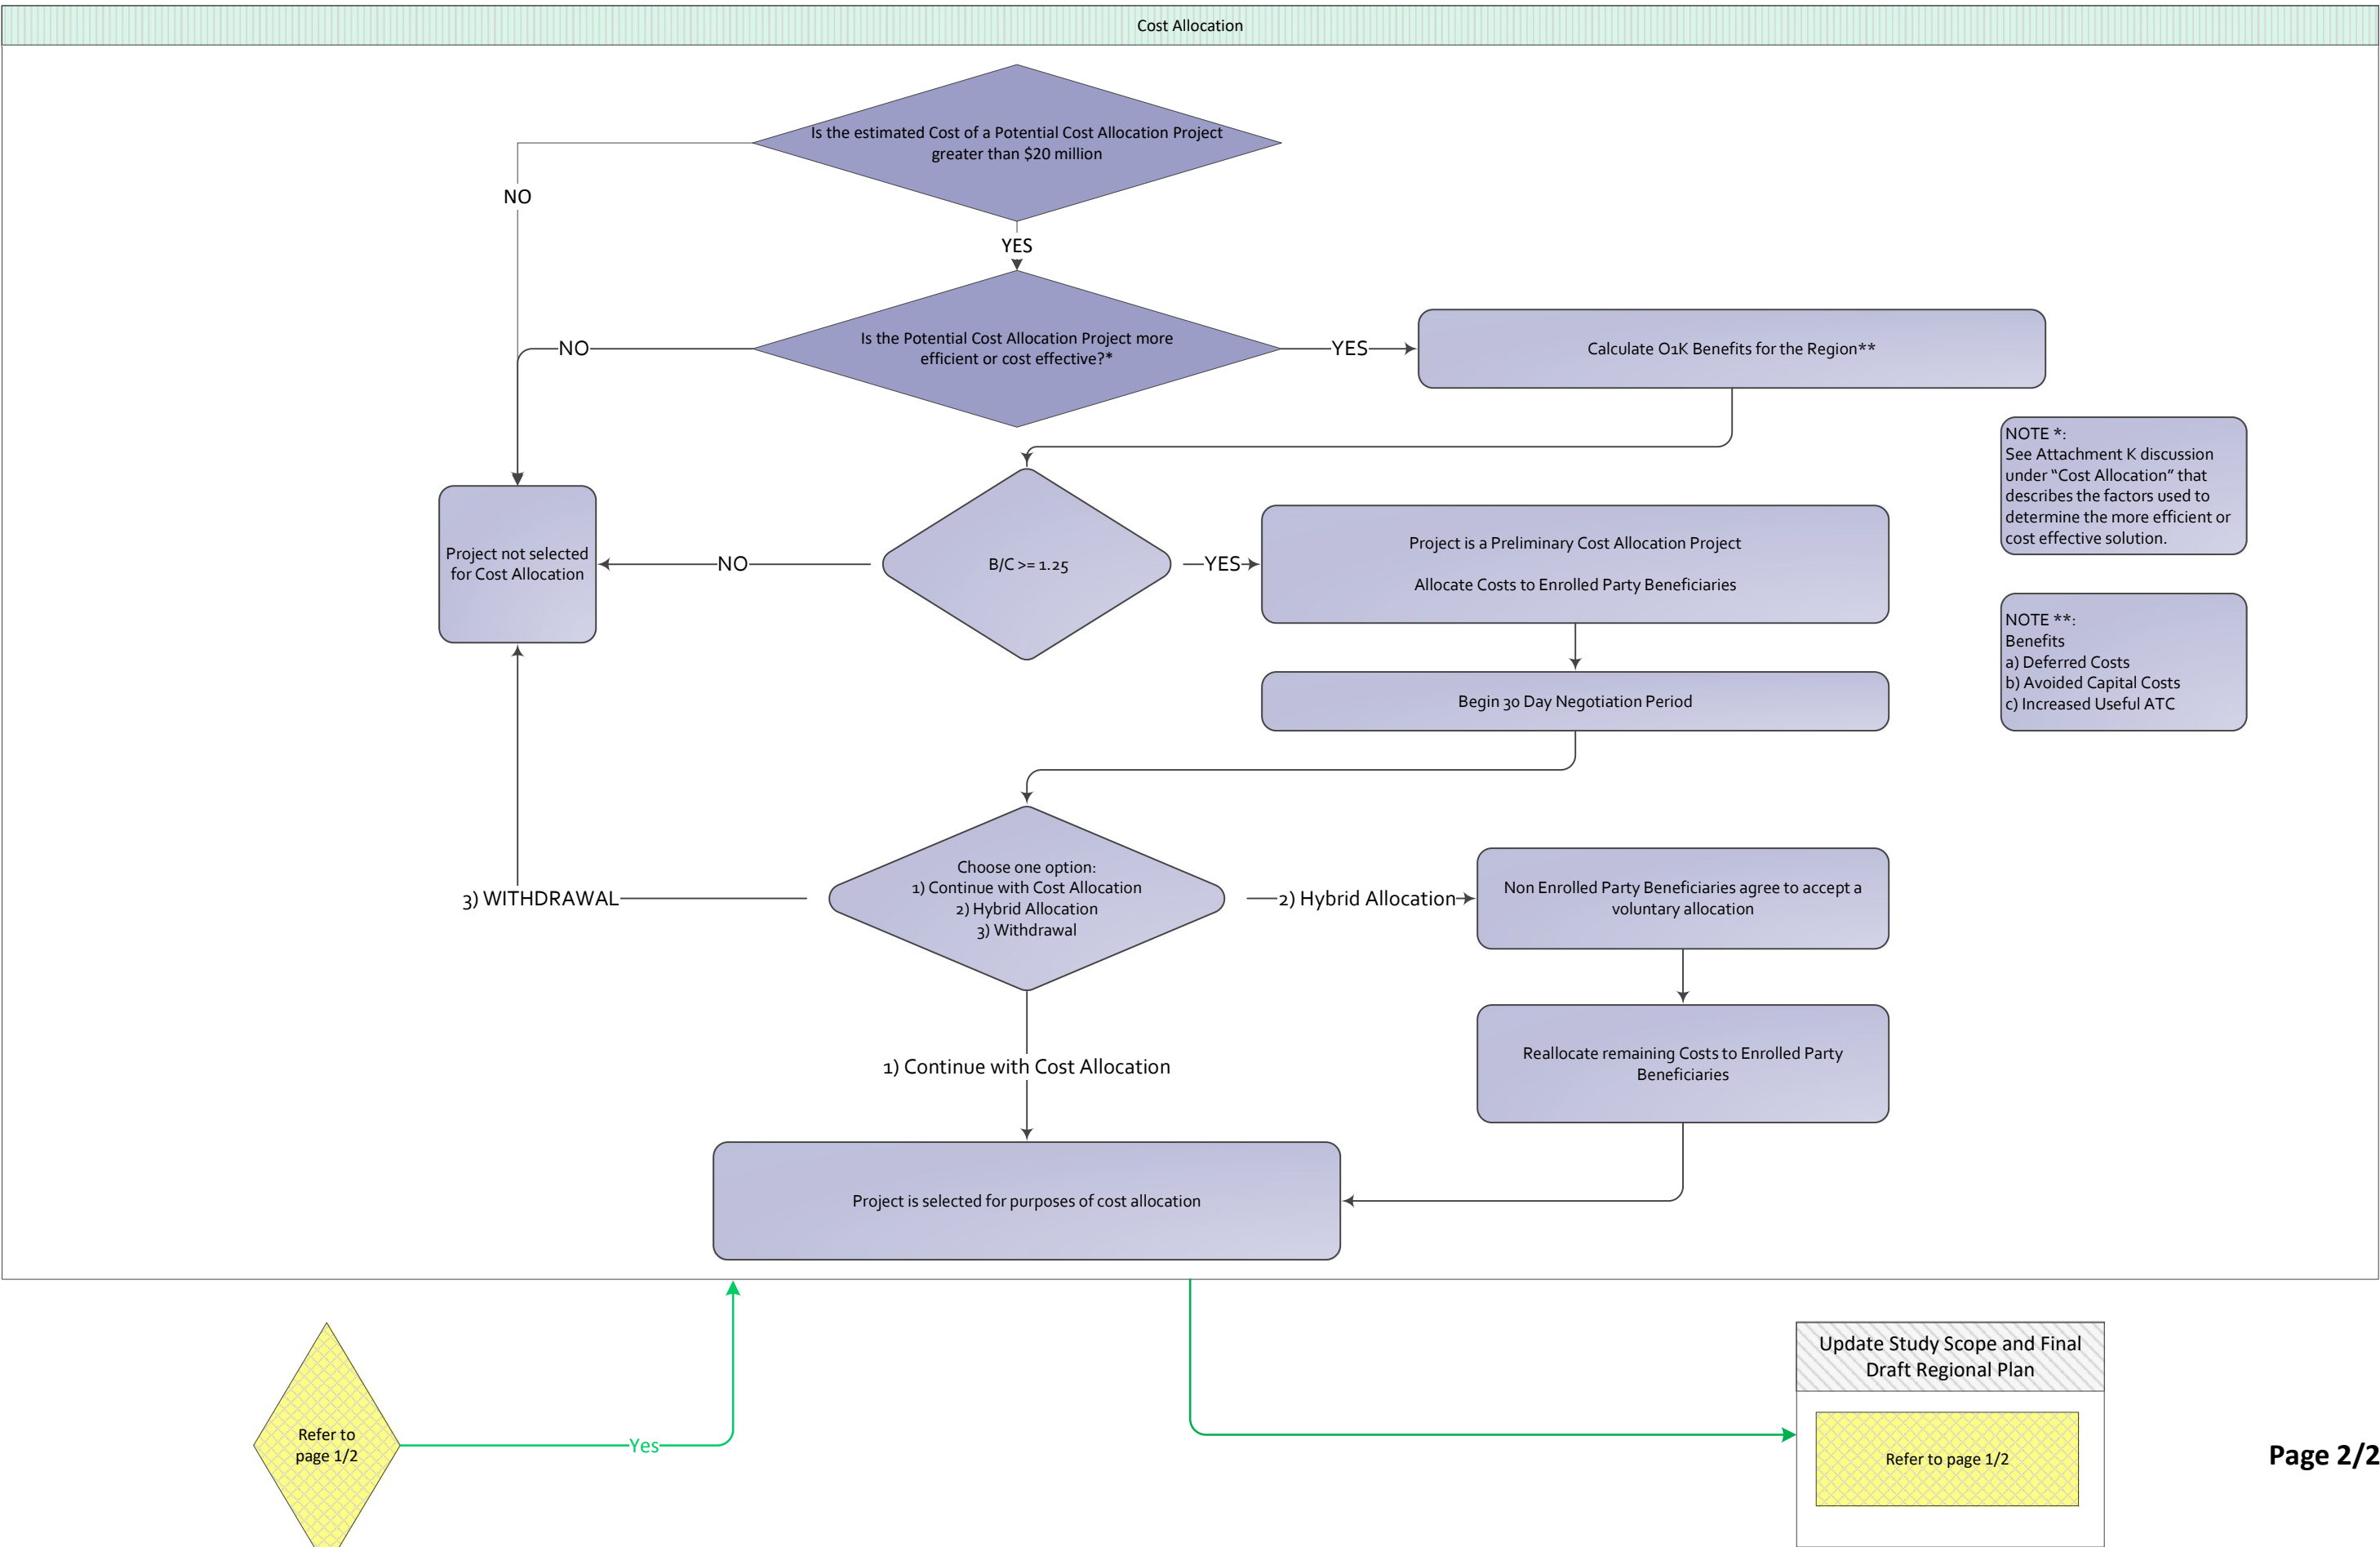 Cost Allocation
Is the estimated Cost of a Potential Cost Allocation Project
greater than $20 million
NO
YES
Is the Potential Cost Allocation Project more
efficient or cost effective?*
NO
YES
Calculate O1K Benefits for the Region**
NOTE *:
See Attachment K discussion
under “Cost Allocation” that
describes the factors used to
determine the more efficient or
cost effective solution.
Project not selected
for Cost Allocation
NO
B/C >= 1.25
YES
Project is a Preliminary Cost Allocation Project
Allocate Costs to Enrolled Party Beneficiaries
NOTE **:
Benefits
a) Deferred Costs
b) Avoided Capital Costs
c) Increased Useful ATC
Begin 30 Day Negotiation Period
3) WITHDRAWAL
Choose one option:
1) Continue with Cost Allocation
2) Hybrid Allocation
3) Withdrawal
2) Hybrid Allocation
Non Enrolled Party Beneficiaries agree to accept a
voluntary allocation
Reallocate remaining Costs to Enrolled Party
Beneficiaries
1) Continue with Cost Allocation
Project is selected for purposes of cost allocation
Refer to
page 1/2
Yes
Update Study Scope and Final
Draft Regional Plan
Refer to page 1/2
Page 2/2